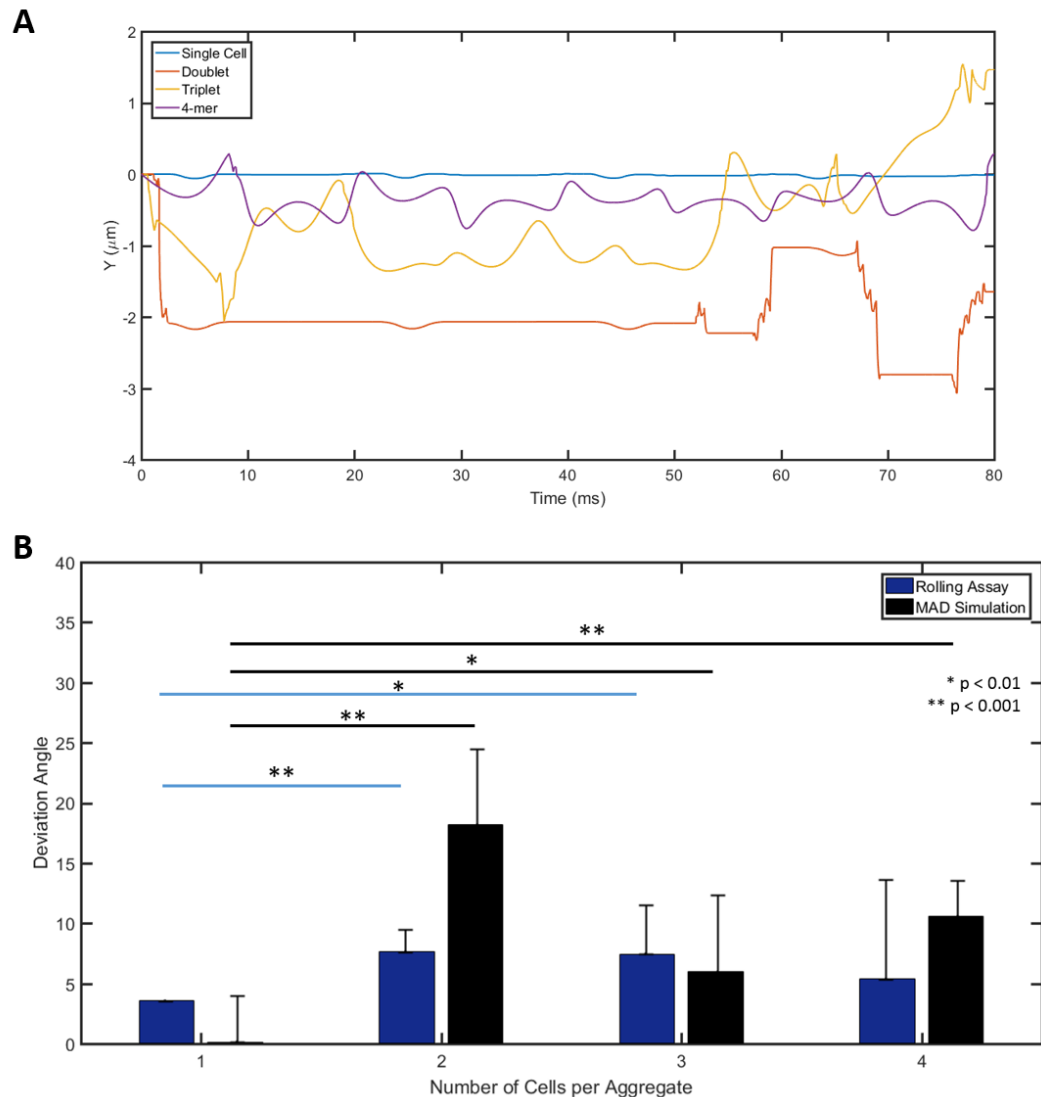 A
Single Cell
Doublet
Triplet
4-mer
2
1
0
-1
-2
-3
-4
Y (μm)
0 10 20 30 40 50 60 70 80
Time (ms)
B
Rolling Assay
MAD Simulation
40
35
30
25
20
15
10
5
0
Deviation Angle
**
*
*
**
**
* p < 0.01
** p < 0.001
1 2 3 4
Number of Cells per Aggregate